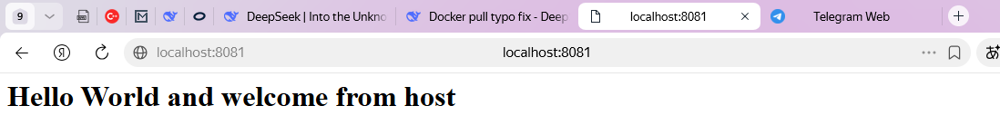 9
DeepSeek | Into the Unkno
Docker pull typo fix - Deep
localhost:8081
Telegram Web
localhost:8081
localhost:8081
Hello World and welcome from host